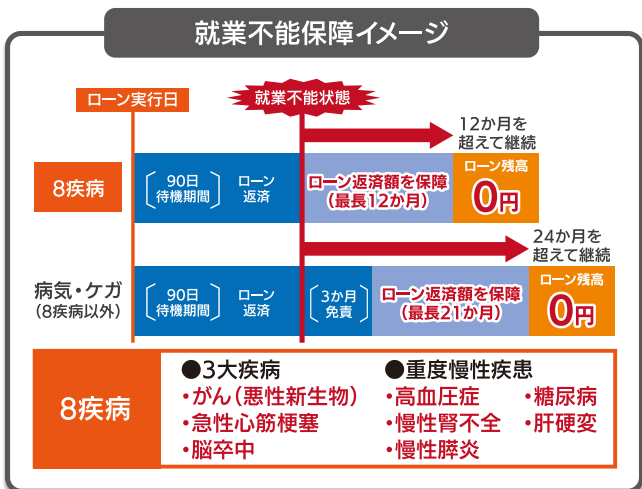 就業不能保障イメージ
ローン実行日
就業不能状態
12か月を
超えて継続
8疾病
90日
待機期間
ローン
返済
ローン返済額を保障
(最長12か月)
ローン残高
0円
24か月を
超えて継続
病気・ケガ
(8疾病以外)
90日
待機期間
ローン
返済
3か月
免責
ローン返済額を保障
(最長21か月)
ローン残高
0円
8疾病
●3大疾病
・がん(悪性新生物)
・急性心筋梗塞
・脳卒中
●重度慢性疾患
・高血圧症 ・糖尿病
・慢性腎不全 ・肝硬変
・慢性膵炎